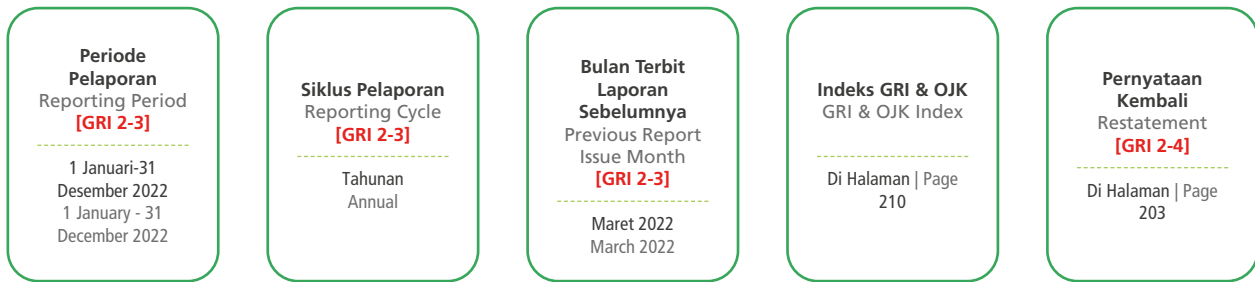 Periode
Pelaporan
Reporting Period
[GRI 2-3]
1 Januari-31
Desember 2022
1 January - 31
December 2022
Siklus Pelaporan
Reporting Cycle
[GRI 2-3]
Tahunan
Annual
Bulan Terbit
Laporan
Sebelumnya
Previous Report
Issue Month
[GRI 2-3]
Maret 2022
March 2022
Indeks GRI & OJK
GRI & OJK Index
Di Halaman | Page
210
Pernyataan
Kembali
Restatement
[GRI 2-4]
Di Halaman | Page
203